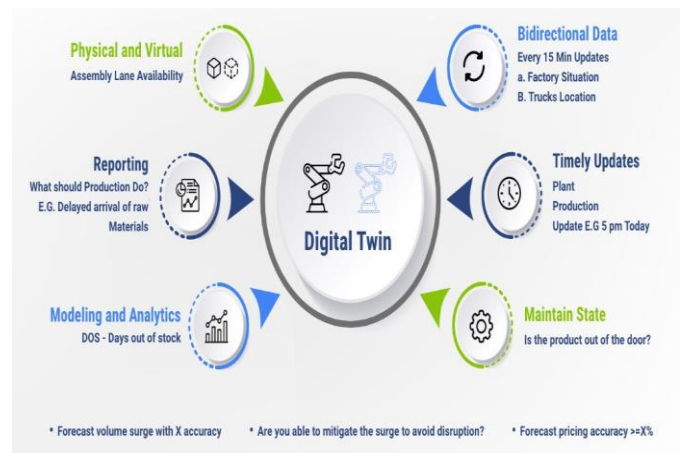 Physical and Virtual
Assembly Lane Availability
Reporting
What should Production Do?
E.G. Delayed arrival of raw
Materials
Modeling and Analytics
DOS - Days out of stock
Digital Twin
Bidirectional Data
Every 15 Min Updates
a. Factory Situation
B. Trucks Location
Timely Updates
Plant
Production
Update E.G 5 pm Today
Maintain State
Is the product out of the door?
* Forecast volume surge with X accuracy
* Are you able to mitigate the surge to avoid disruption?
* Forecast pricing accuracy >=X%